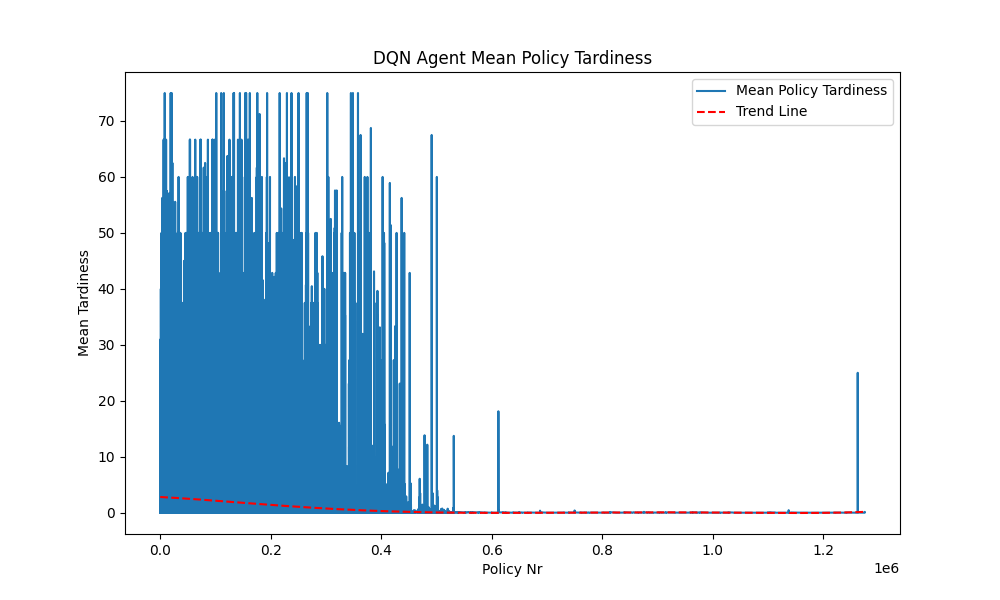 DQN Agent Mean Policy Tardiness
Mean Policy Tardiness
Trend Line
Mean Tardiness
70
60
50
40
30
20
10
0
0.0 0.2 0.4 0.6 0.8 1.0 1.2
1e6
Policy Nr